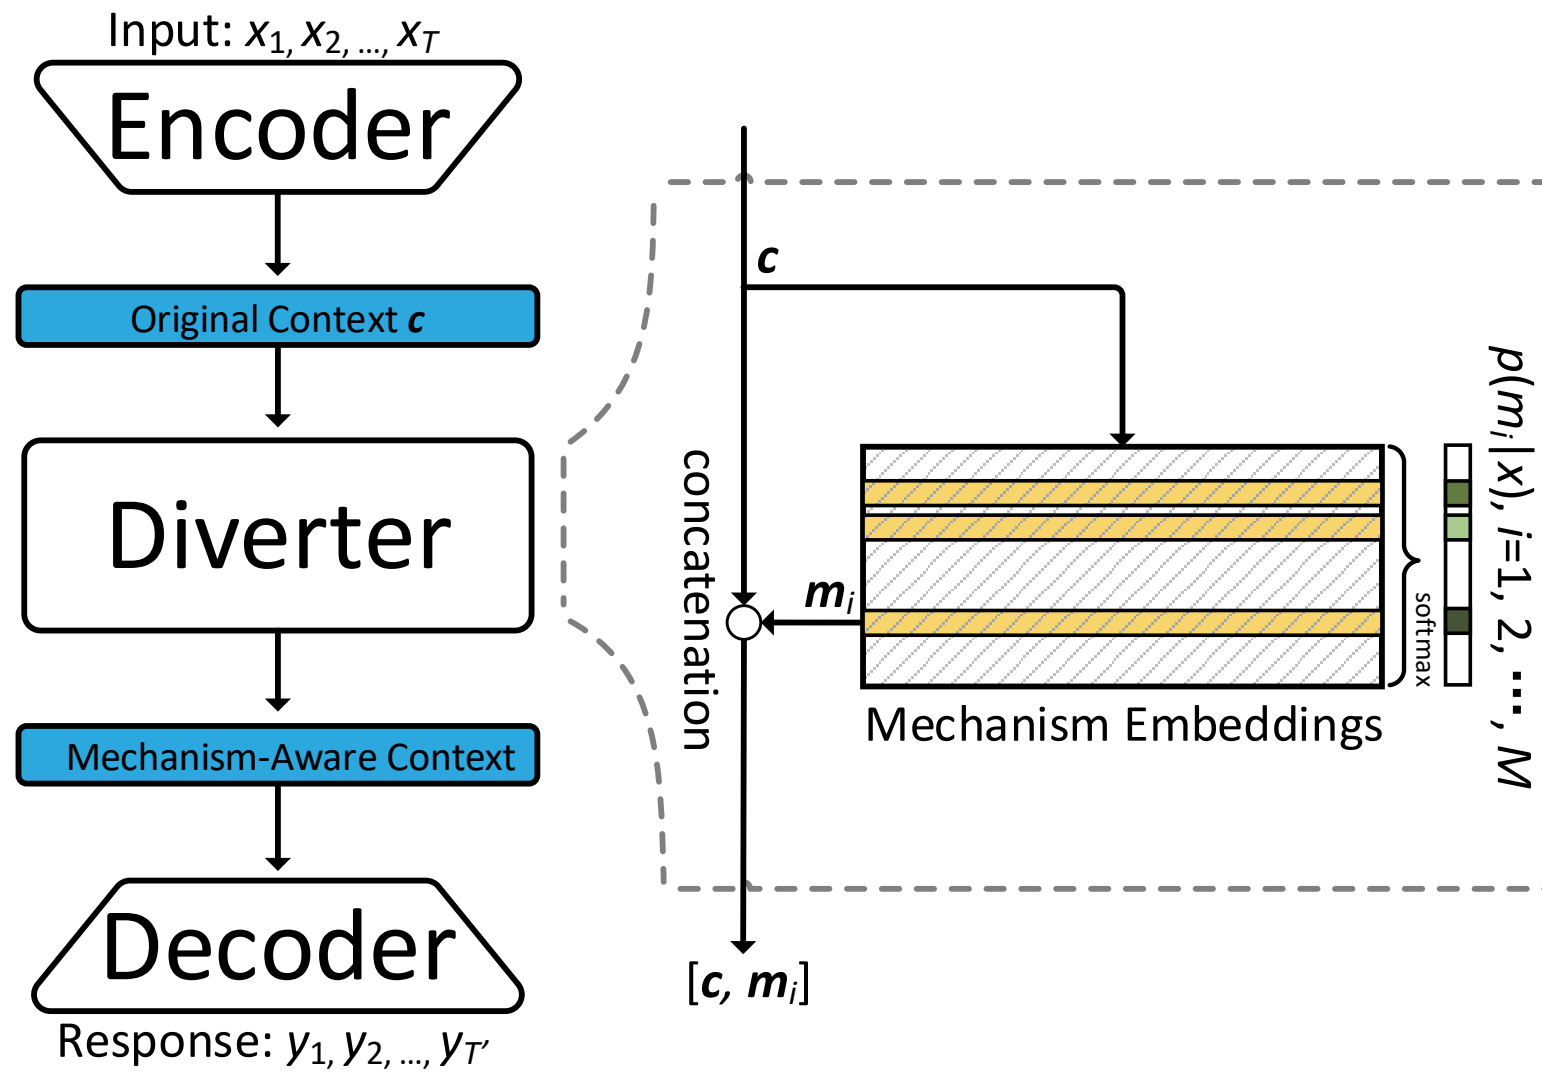 Input: x1, x2, ..., xT
Encoder
Original Context c
Diverter
Mechanism-Aware Context
Decoder
Response: y1, y2, ..., yT'
c
concatenation
mi
Mechanism Embeddings
softmax
p(mi|x), i=1, 2, ..., M
[c, mi]